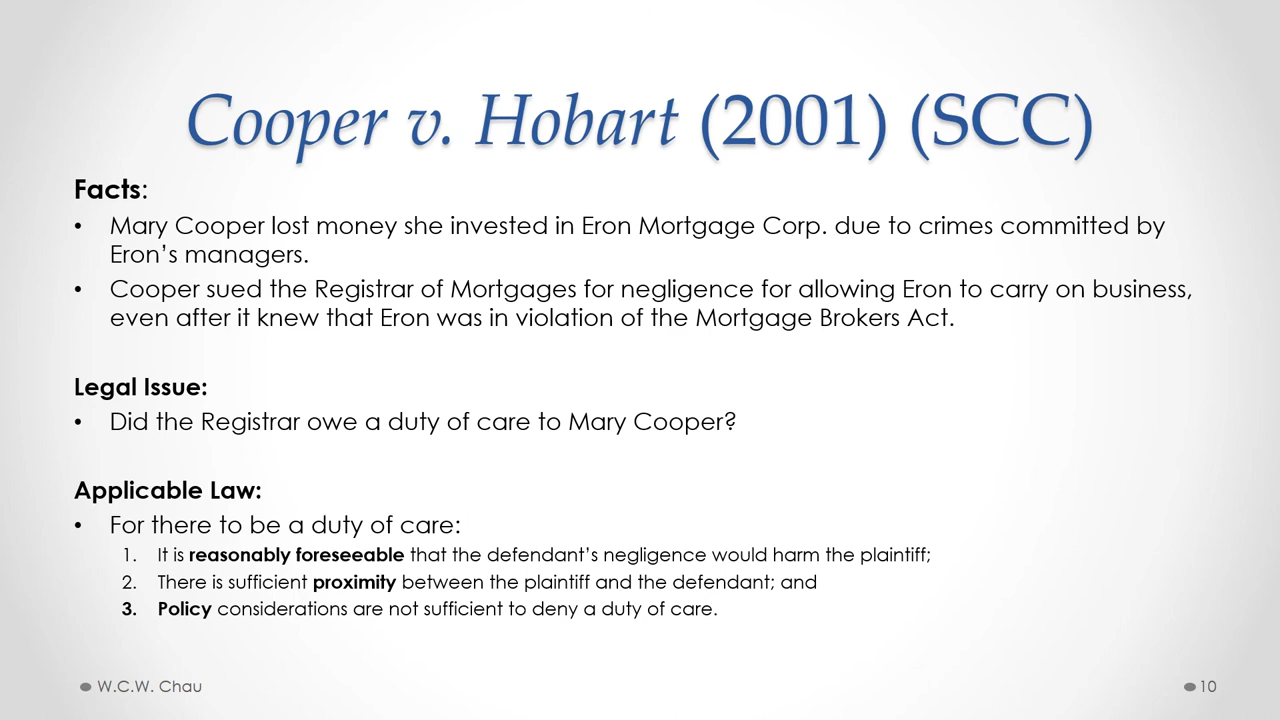 Cooper v. Hobart (2001) (SCC)
Facts:
• Mary Cooper lost money she invested in Eron Mortgage Corp. due to crimes committed by
Eron’s managers.
• Cooper sued the Registrar of Mortgages for negligence for allowing Eron to carry on business,
even after it knew that Eron was in violation of the Mortgage Brokers Act.
Legal Issue:
• Did the Registrar owe a duty of care to Mary Cooper?
Applicable Law:
• For there to be a duty of care:
1. It is reasonably foreseeable that the defendant’s negligence would harm the plaintiff;
2. There is sufficient proximity between the plaintiff and the defendant; and
3. Policy considerations are not sufficient to deny a duty of care.
W.C.W. Chau
10